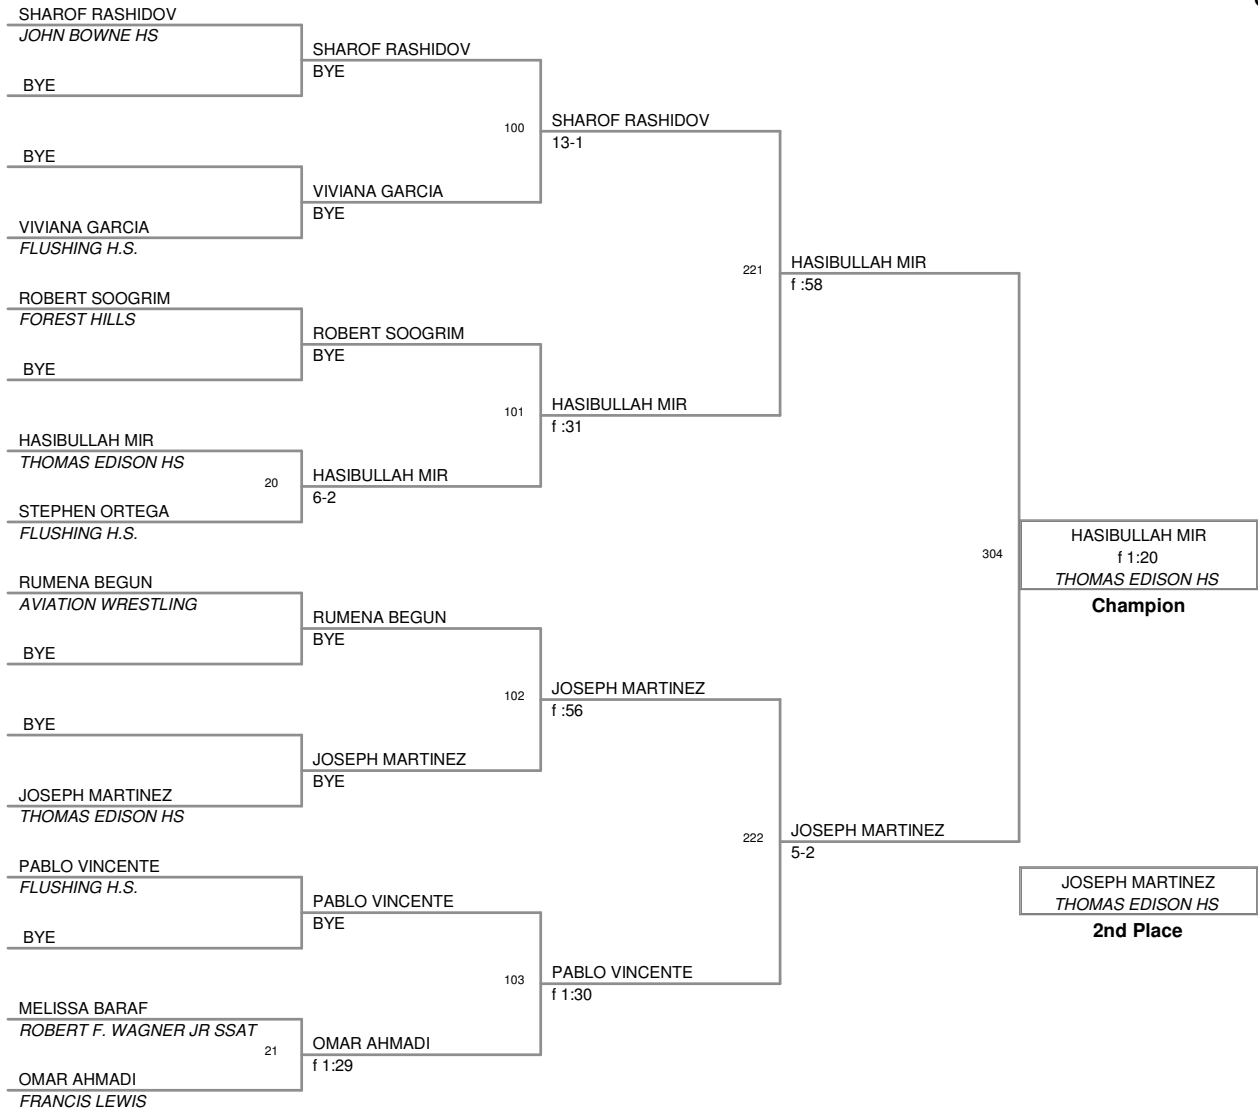 SHAROF RASHIDOV
JOHN BOWNE HS
BYE
BYE
VIVIANA GARCIA
FLUSHING H.S.
ROBERT SOOGRIM
FOREST HILLS
BYE
HASIBULLAH MIR
THOMAS EDISON HS
20
STEPHEN ORTEGA
FLUSHING H.S.
RUMENA BEGUN
AVIATION WRESTLING
BYE
BYE
JOSEPH MARTINEZ
THOMAS EDISON HS
PABLO VINCENTE
FLUSHING H.S.
BYE
MELISSA BARAF
ROBERT F. WAGNER JR SSAT
21
OMAR AHMADI
FRANCIS LEWIS
SHAROF RASHIDOV
BYE
100
VIVIANA GARCIA
BYE
ROBERT SOOGRIM
BYE
101
HASIBULLAH MIR
6-2
RUMENA BEGUN
BYE
102
JOSEPH MARTINEZ
BYE
PABLO VINCENTE
BYE
103
OMAR AHMADI
f 1:29
SHAROF RASHIDOV
13-1
221
HASIBULLAH MIR
f :31
JOSEPH MARTINEZ
f :56
222
PABLO VINCENTE
f 1:30
HASIBULLAH MIR
f :58
304
JOSEPH MARTINEZ
5-2
HASIBULLAH MIR
f 1:20
THOMAS EDISON HS
Champion
JOSEPH MARTINEZ
THOMAS EDISON HS
2nd Place